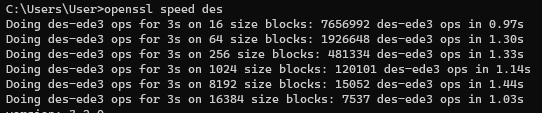 C:\Users\User>openssl speed des
Doing des-ede3 ops for 3s on 16 size blocks: 7656992 des-ede3 ops in 0.97s
Doing des-ede3 ops for 3s on 64 size blocks: 1926648 des-ede3 ops in 1.30s
Doing des-ede3 ops for 3s on 256 size blocks: 481334 des-ede3 ops in 1.33s
Doing des-ede3 ops for 3s on 1024 size blocks: 120101 des-ede3 ops in 1.14s
Doing des-ede3 ops for 3s on 8192 size blocks: 15052 des-ede3 ops in 1.44s
Doing des-ede3 ops for 3s on 16384 size blocks: 7537 des-ede3 ops in 1.03s